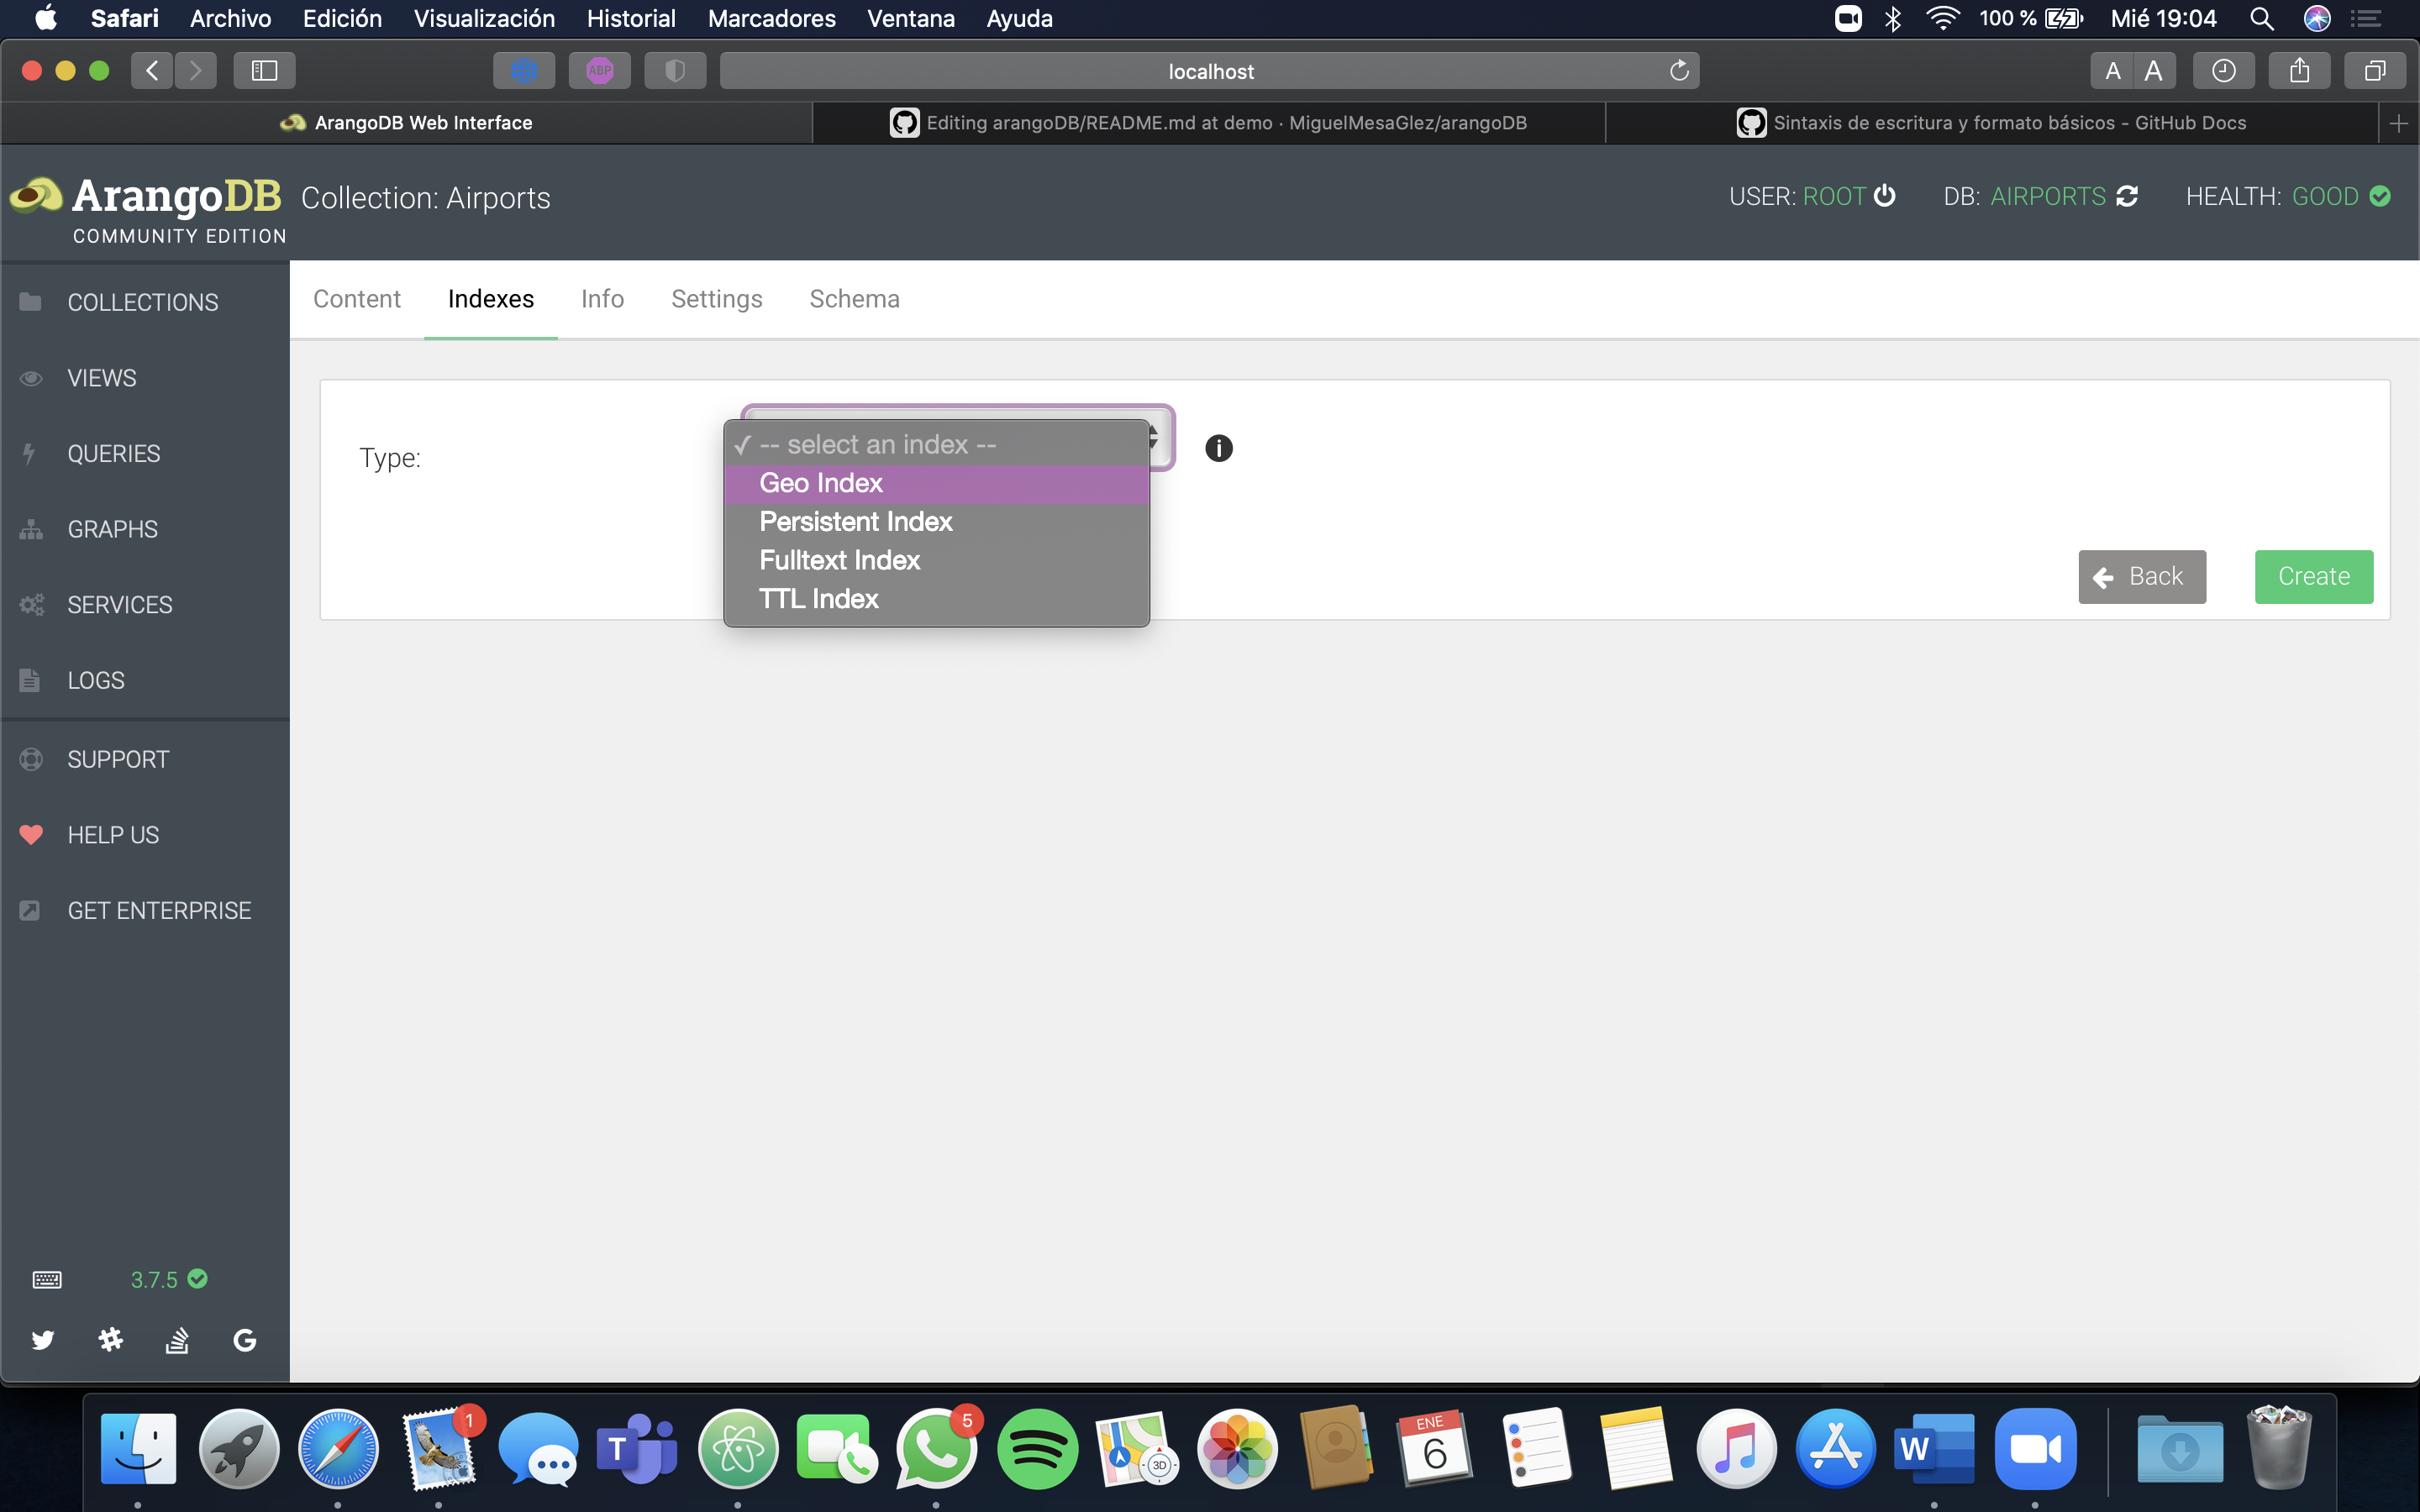 Safari Archivo Edición Visualización Historial Marcadores Ventana Ayuda 100 % Mié 19:04
ABP localhost A A
ArangoDB Web Interface Editing arangoDB/README.md at demo · MiguelMesaGlez/arangoDB Sintaxis de escritura y formato básicos - GitHub Docs
ArangoDB Collection: Airports USER: ROOT DB: AIRPORTS HEALTH: GOOD
COMMUNITY EDITION
COLLECTIONS
VIEWS
QUERIES
GRAPHS
SERVICES
LOGS
SUPPORT
HELP US
GET ENTERPRISE
3.7.5
Content Indexes Info Settings Schema
Type:
-- select an index --
Geo Index
Persistent Index
Fulltext Index
TTL Index
Back Create
1 T 5 3D ENE 6 W